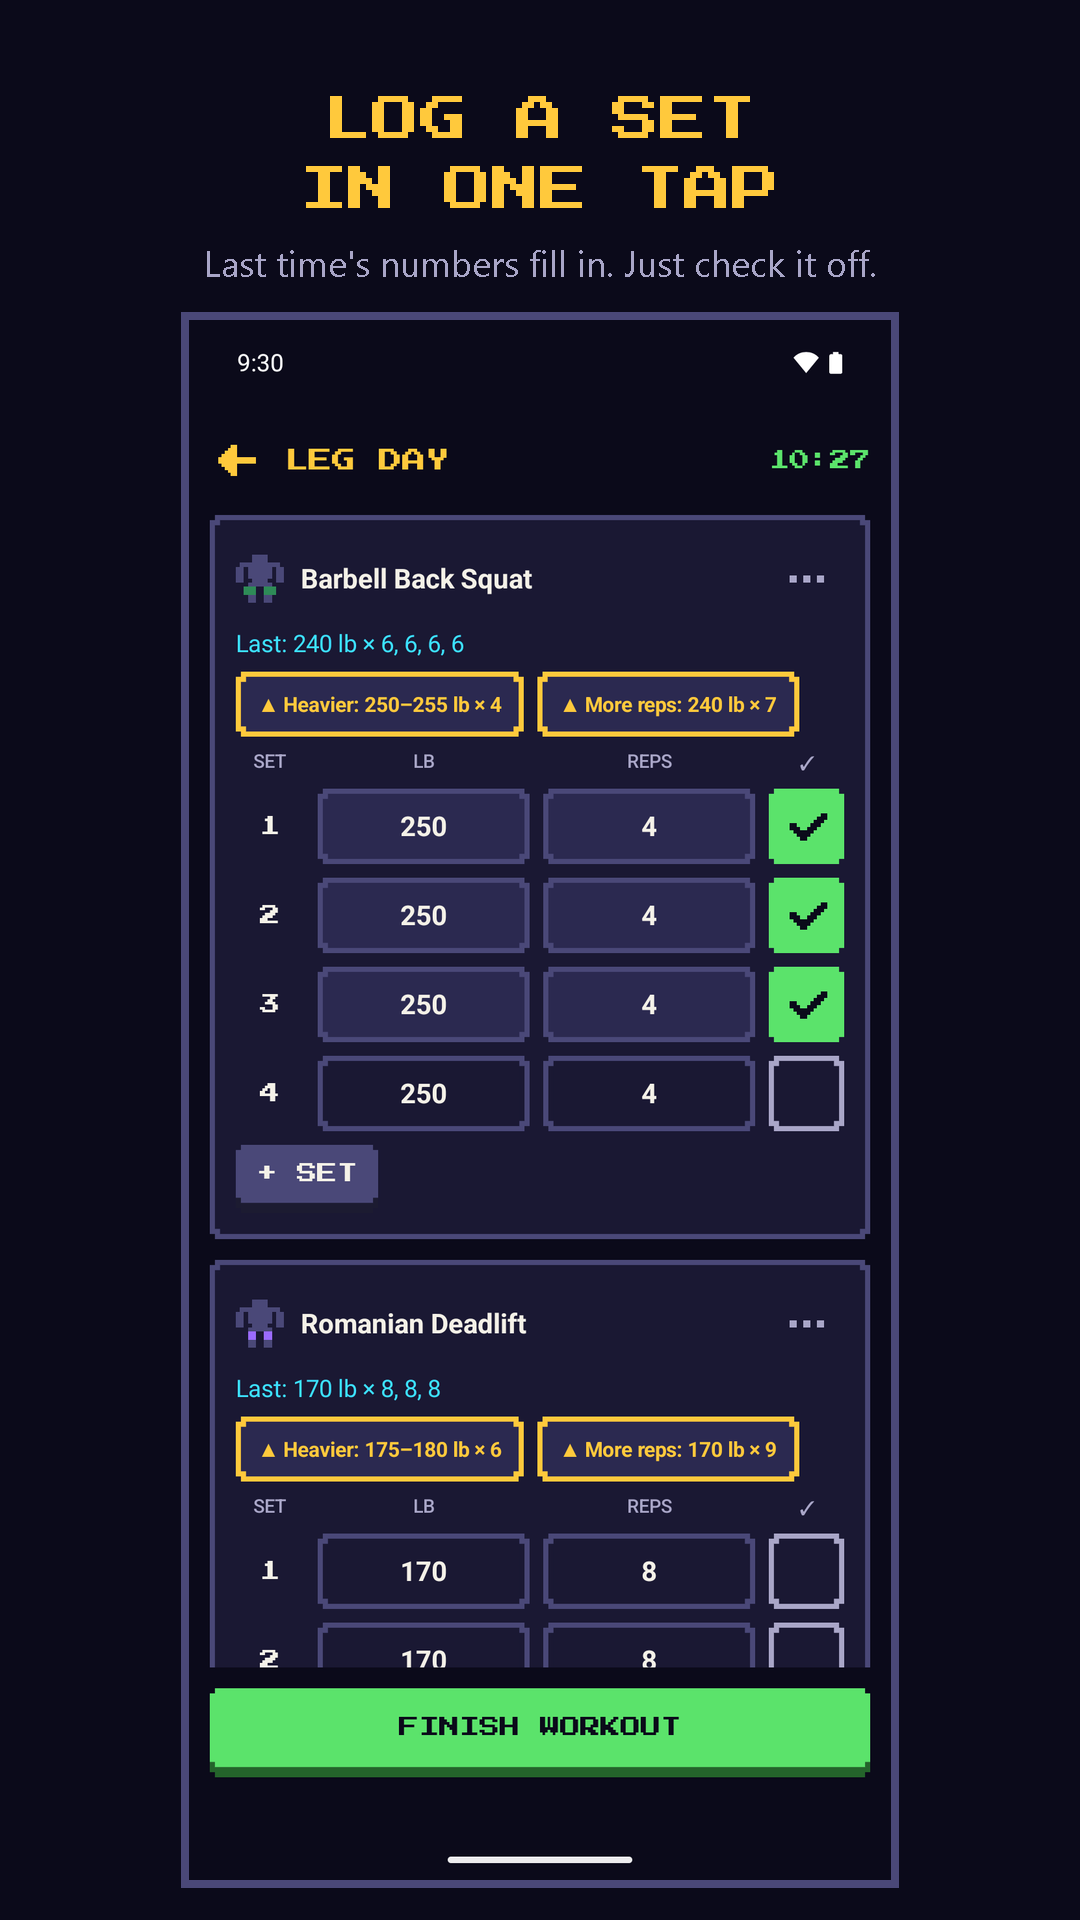 LOG A SET
IN ONE TAP
Last time's numbers fill in. Just check it off.
9:30
LEG DAY 10:27
Barbell Back Squat
Last: 240 lb × 6, 6, 6, 6
▲ Heavier: 250–255 lb × 4 ▲ More reps: 240 lb × 7
SET LB REPS ✓
1 250 4
2 250 4
3 250 4
4 250 4
+ SET
Romanian Deadlift
Last: 170 lb × 8, 8, 8
▲ Heavier: 175–180 lb × 6 ▲ More reps: 170 lb × 9
SET LB REPS ✓
1 170 8
2 170 8
FINISH WORKOUT